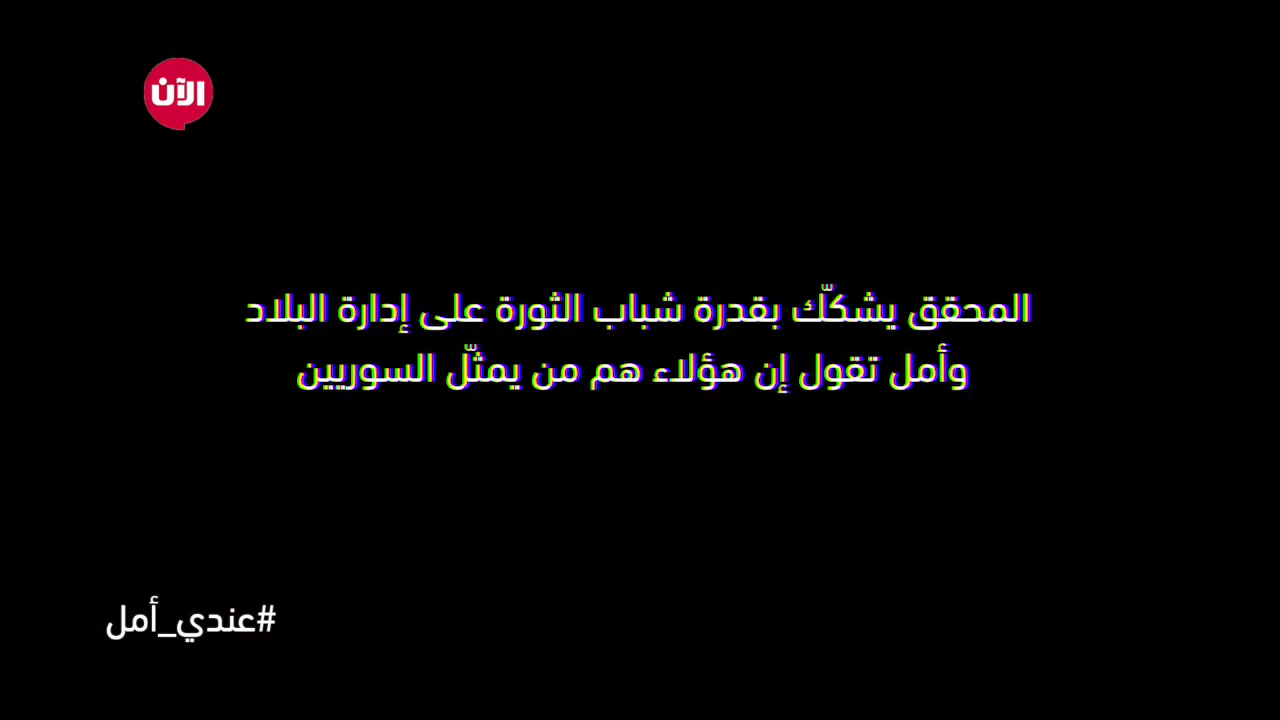 الآن
المحقق يشكّك بقدرة شباب الثورة على إدارة البلاد
وأمل تقول إن هؤلاء هم من يمثّل السوريين
#عندي_أمل